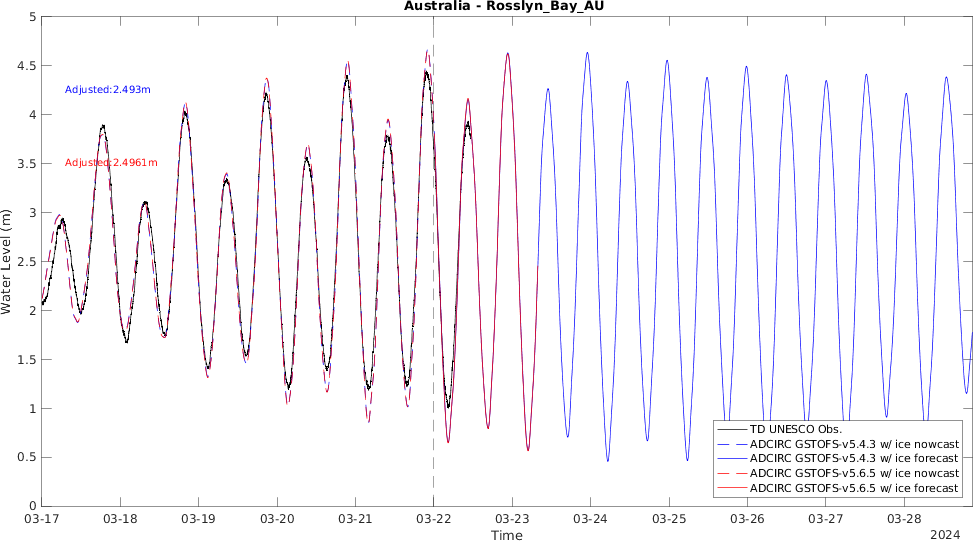 Australia - Rosslyn_Bay_AU
5
4.5
4
3.5
3
2.5
2
1.5
1
0.5
0
Water Level (m)
Adjusted:2.493m
Adjusted:2.4961m
TD UNESCO Obs.
ADCIRC GSTOFS-v5.4.3 w/ ice nowcast
ADCIRC GSTOFS-v5.4.3 w/ ice forecast
ADCIRC GSTOFS-v5.6.5 w/ ice nowcast
ADCIRC GSTOFS-v5.6.5 w/ ice forecast
03-17 03-18 03-19 03-20 03-21 03-22 03-23 03-24 03-25 03-26 03-27 03-28
Time
2024